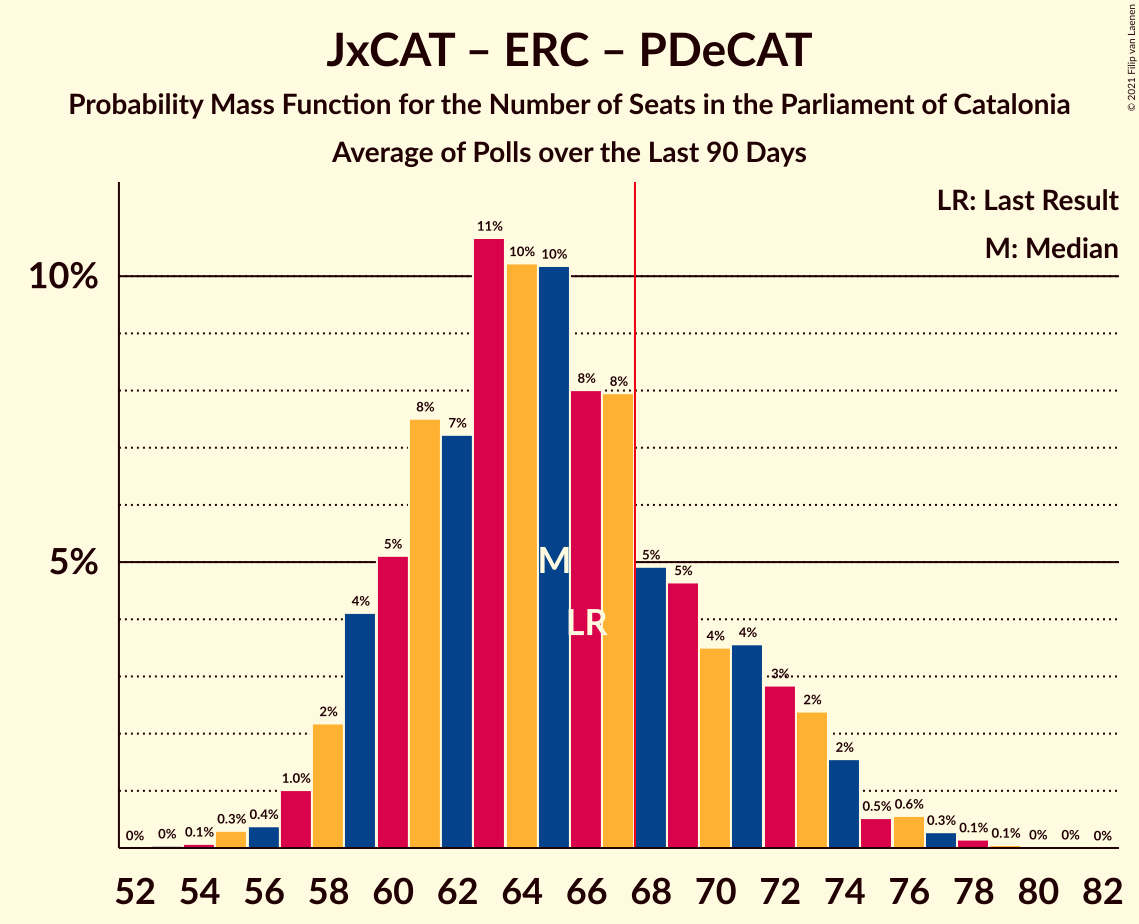 JxCAT – ERC – PDeCAT
Probability Mass Function for the Number of Seats in the Parliament of Catalonia
Average of Polls over the Last 90 Days
© 2021 Filip van Laenen
LR: Last Result
M: Median
10%
5%
0% 0% 0.1% 0.3% 0.4% 1.0% 2% 4% 5% 8% 7% 11% 10% 10% 8% 8% 5% 5% 4% 4% 3% 2% 2% 0.5% 0.6% 0.3% 0.1% 0.1% 0% 0% 0%
M
LR
52 54 56 58 60 62 64 66 68 70 72 74 76 78 80 82